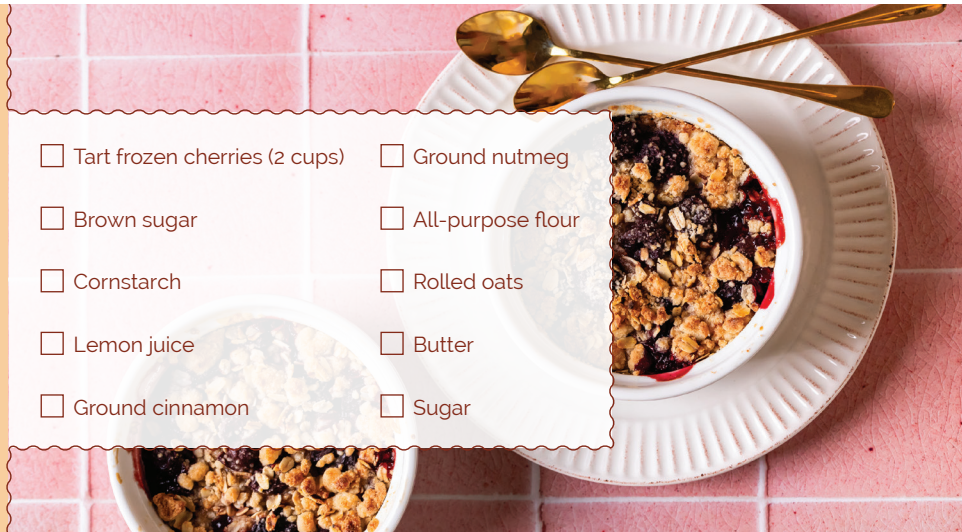 Tart frozen cherries (2 cups)
Brown sugar
Cornstarch
Lemon juice
Ground cinnamon
Ground nutmeg
All-purpose flour
Rolled oats
Butter
Sugar